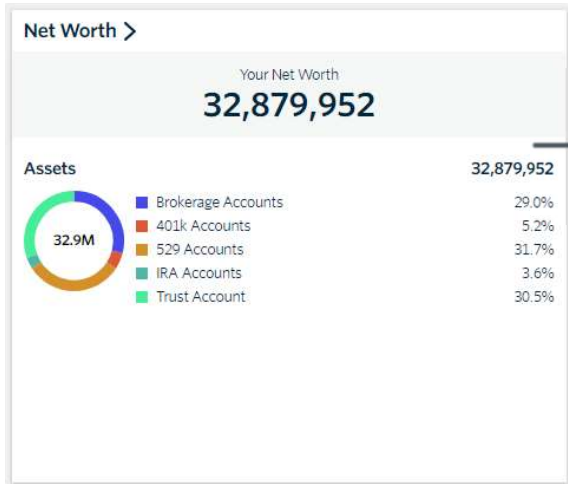 Net Worth >
Your Net Worth
32,879,952
Assets 32,879,952
32.9M
Brokerage Accounts 29.0%
401k Accounts 5.2%
529 Accounts 31.7%
IRA Accounts 3.6%
Trust Account 30.5%